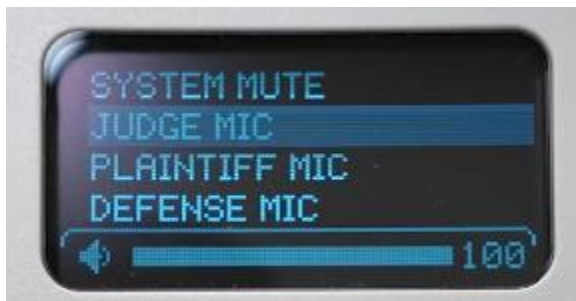 SYSTEM MUTE
JUDGE MIC
PLAINTIFF MIC
DEFENSE MIC
100